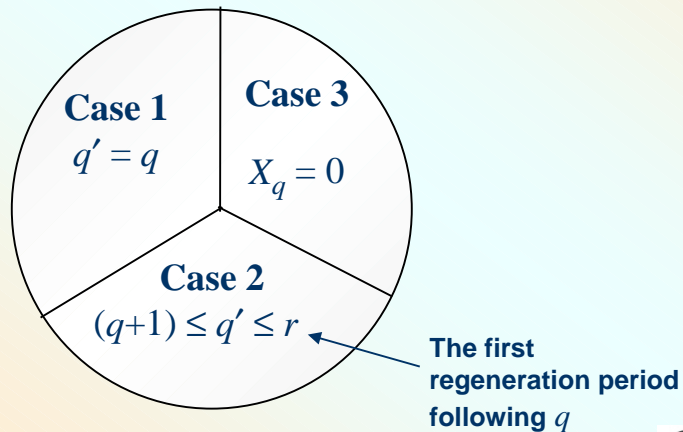 Case 1
q′ = q
Case 3
X_q = 0
Case 2
(q+1) ≤ q′ ≤ r
The first
regeneration period
following q